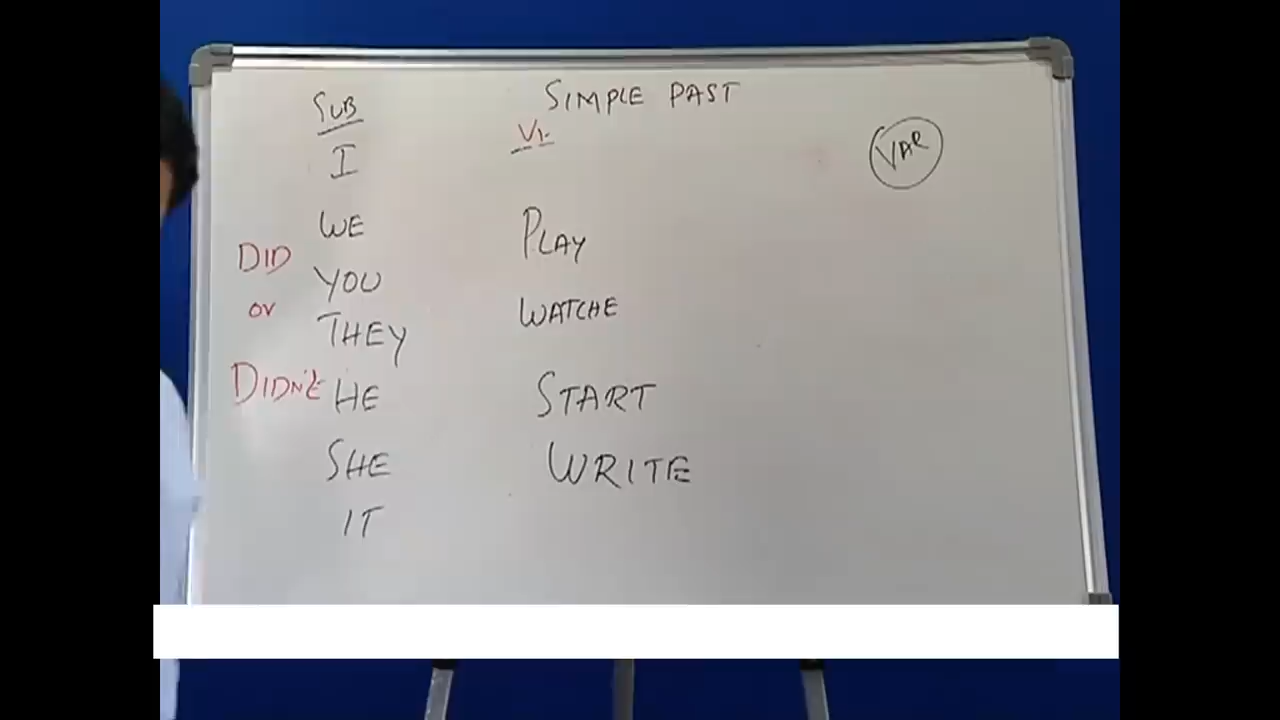 SUB
SIMPLE PAST
V1.
VAR
I
WE
PLAY
DID
YOU
or
WATCHE
THEY
DIDN'T
HE
START
SHE
WRITE
IT